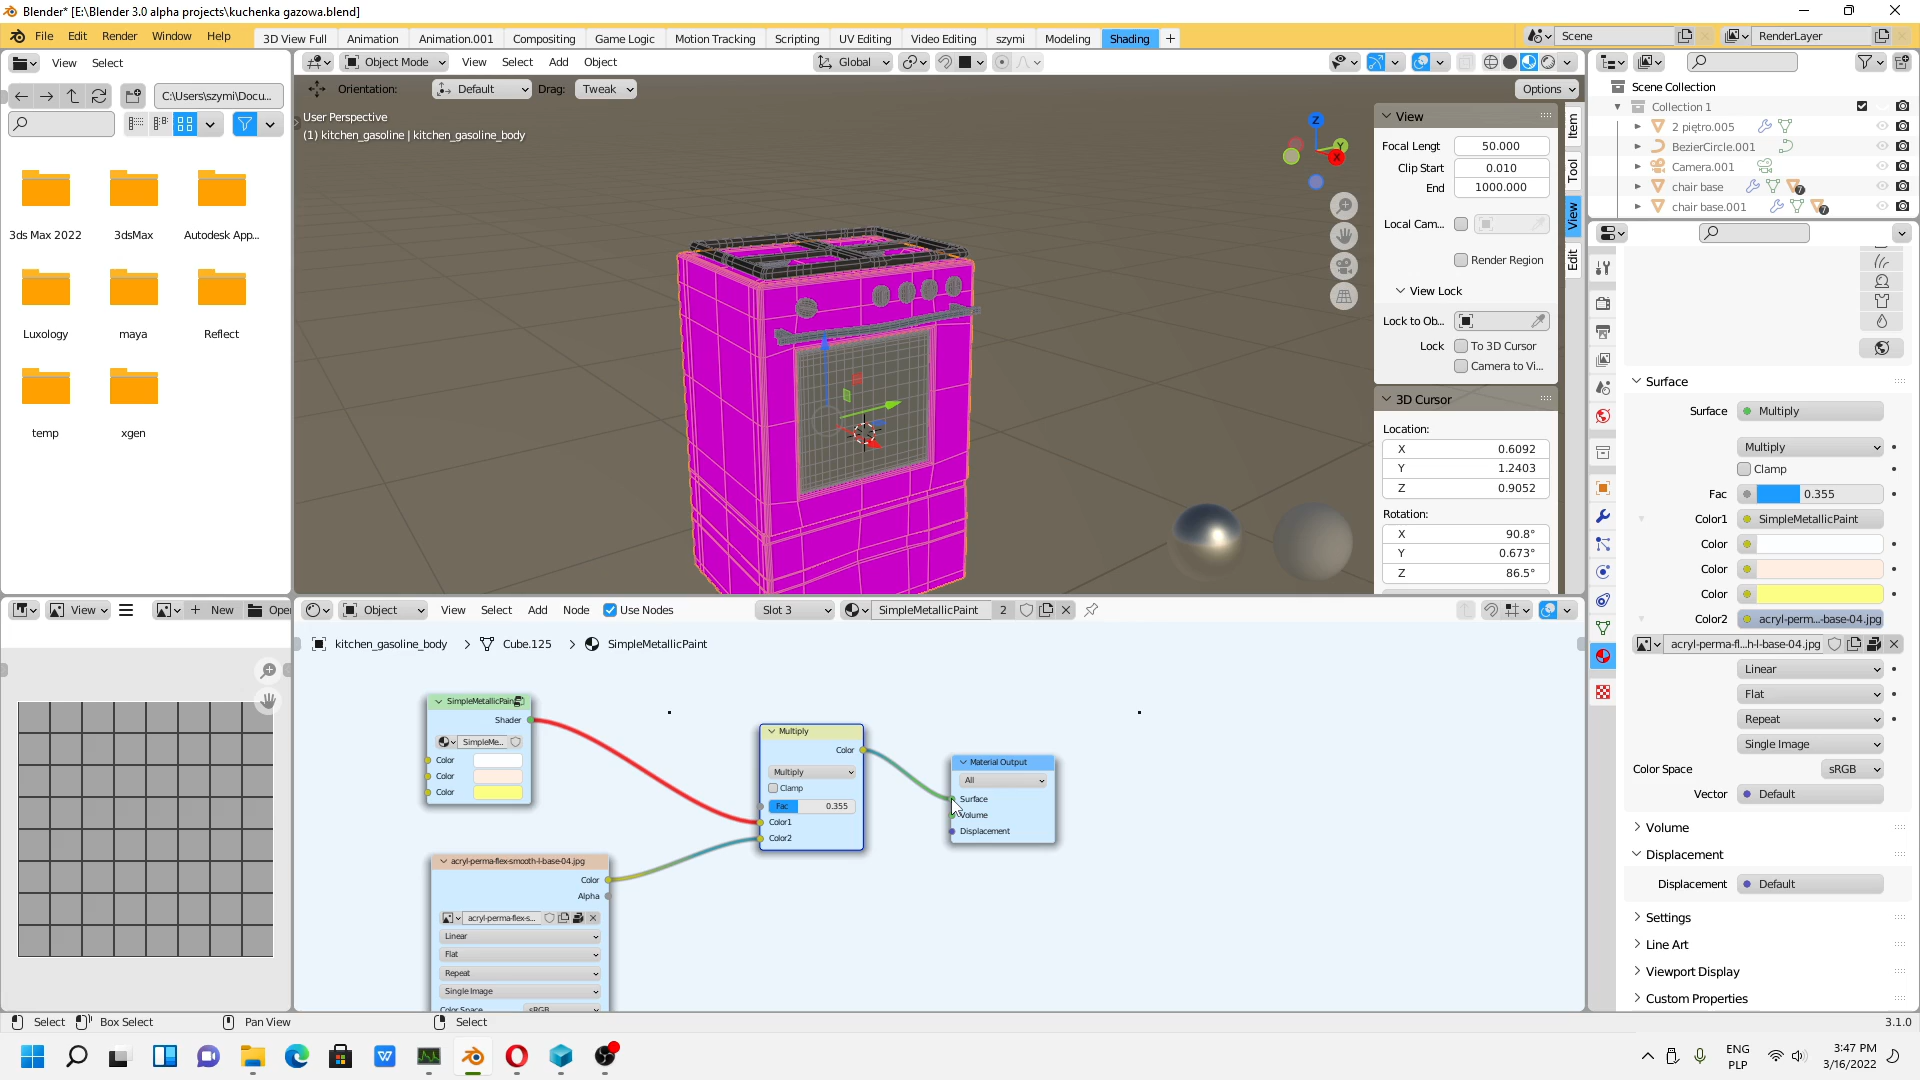 Blender* [E:\Blender 3.0 alpha projects\kuchenka gazowa.blend]
File Edit Render Window Help
3D View Full Animation Animation.001 Compositing Game Logic Motion Tracking Scripting UV Editing Video Editing szymi Modeling Shading +
Scene RenderLayer
View Select
C:\Users\szymi\Docu...
3ds Max 2022 3dsMax Autodesk App...
Luxology maya Reflect
temp xgen
Object Mode View Select Add Object Global
Orientation: Default Drag: Tweak Options
User Perspective
(1) kitchen_gasoline | kitchen_gasoline_body
Z
Y
X
View
Focal Lengt 50.000
Clip Start 0.010
End 1000.000
Local Cam...
Render Region
View Lock
Lock to Ob...
Lock To 3D Cursor
Camera to Vi...
3D Cursor
Location:
X 0.6092
Y 1.2403
Z 0.9052
Rotation:
X 90.8°
Y 0.673°
Z 86.5°
Item
Tool
View
Edit
Scene Collection
Collection 1
2 piętro.005
BezierCircle.001
Camera.001
chair base 7
chair base.001 7
Surface
Surface Multiply
Multiply
Clamp
Fac 0.355
Color1 SimpleMetallicPaint
Color
Color
Color
Color2 acryl-perm...-base-04.jpg
acryl-perma-fl...h-l-base-04.jpg
Linear
Flat
Repeat
Single Image
Color Space sRGB
Vector Default
Volume
Displacement
Displacement Default
Settings
Line Art
Viewport Display
Custom Properties
View New Open
Object View Select Add Node Use Nodes Slot 3 SimpleMetallicPaint 2
kitchen_gasoline_body > Cube.125 > SimpleMetallicPaint
SimpleMetallicPain
Shader
SimpleMe...
Color
Color
Color
Multiply
Color
Multiply
Clamp
Fac 0.355
Color1
Color2
Material Output
All
Surface
Volume
Displacement
acryl-perma-flex-smooth-l-base-04.jpg
Color
Alpha
acryl-perma-flex-s...
Linear
Flat
Repeat
Single Image
Color Space sRGB
Select Box Select Pan View Select 3.1.0
ENG
PLP
3:47 PM
3/16/2022